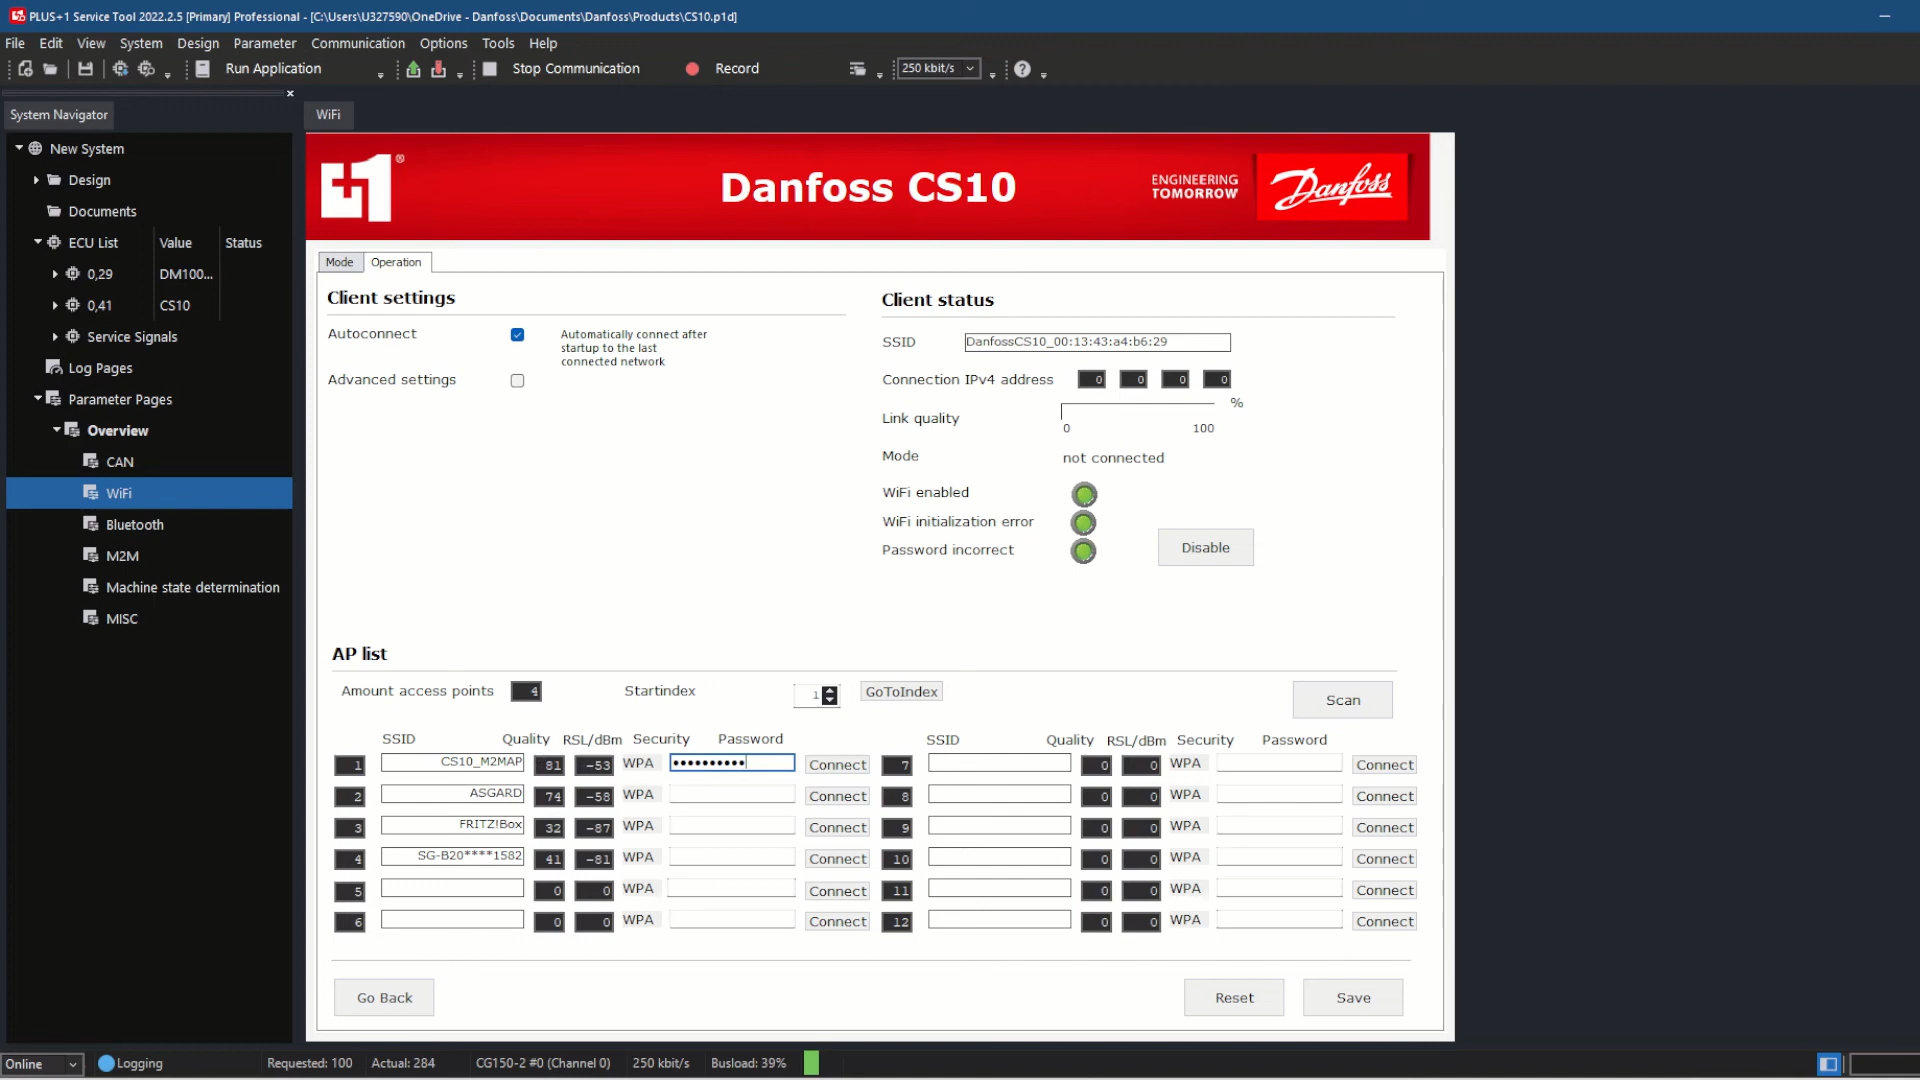 PLUS+1 Service Tool 2022.2.5 [Primary] Professional - [C:\Users\U327590\OneDrive - Danfoss\Documents\Danfoss\Products\CS10.p1d]
File Edit View System Design Parameter Communication Options Tools Help
Run Application Stop Communication Record 250 kbit/s
System Navigator
New System
Design
Documents
ECU List Value Status
0,29 DM100...
0,41 CS10
Service Signals
Log Pages
Parameter Pages
Overview
CAN
WiFi
Bluetooth
M2M
Machine state determination
MISC
WiFi
+1 ®
Danfoss CS10
ENGINEERING
TOMORROW
Danfoss
Mode Operation
Client settings
Autoconnect
Automatically connect after
startup to the last
connected network
Advanced settings
Client status
SSID DanfossCS10_00:13:43:a4:b6:29
Connection IPv4 address 0 0 0 0
Link quality %
0 100
Mode not connected
WiFi enabled
WiFi initialization error
Password incorrect
Disable
AP list
Amount access points 4 Startindex 1 GoToIndex Scan
SSID Quality RSL/dBm Security Password SSID Quality RSL/dBm Security Password
1 CS10_M2MAP 81 -53 WPA •••••••••• Connect 7 0 0 WPA Connect
2 ASGARD 74 -58 WPA Connect 8 0 0 WPA Connect
3 FRITZ!Box 32 -87 WPA Connect 9 0 0 WPA Connect
4 SG-B20****1582 41 -81 WPA Connect 10 0 0 WPA Connect
5 0 0 WPA Connect 11 0 0 WPA Connect
6 0 0 WPA Connect 12 0 0 WPA Connect
Go Back Reset Save
Online Logging Requested: 100 Actual: 284 CG150-2 #0 (Channel 0) 250 kbit/s Busload: 39%